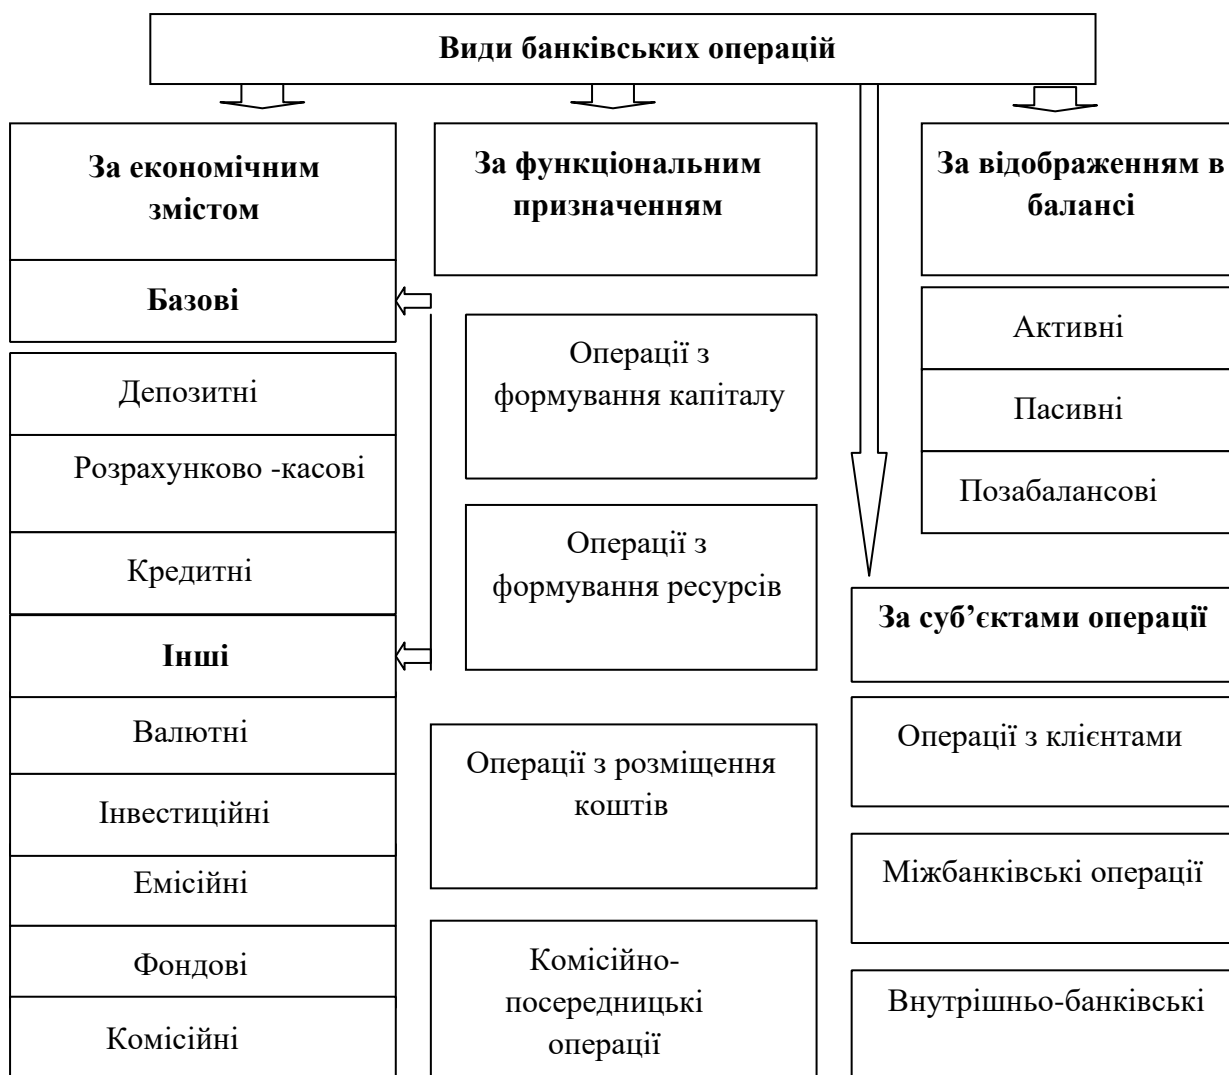 Види банківських операцій
За економічним
змістом
Базові
Депозитні
Розрахунково -касові
Кредитні
Інші
Валютні
Інвестиційні
Емісійні
Фондові
Комісійні
За функціональним
призначенням
Операції з
формування капіталу
Операції з
формування ресурсів
Операції з розміщення
коштів
Комісійно-
посередницькі
операції
За відображенням в
балансі
Активні
Пасивні
Позабалансові
За суб’єктами операції
Операції з клієнтами
Міжбанківські операції
Внутрішньо-банківські